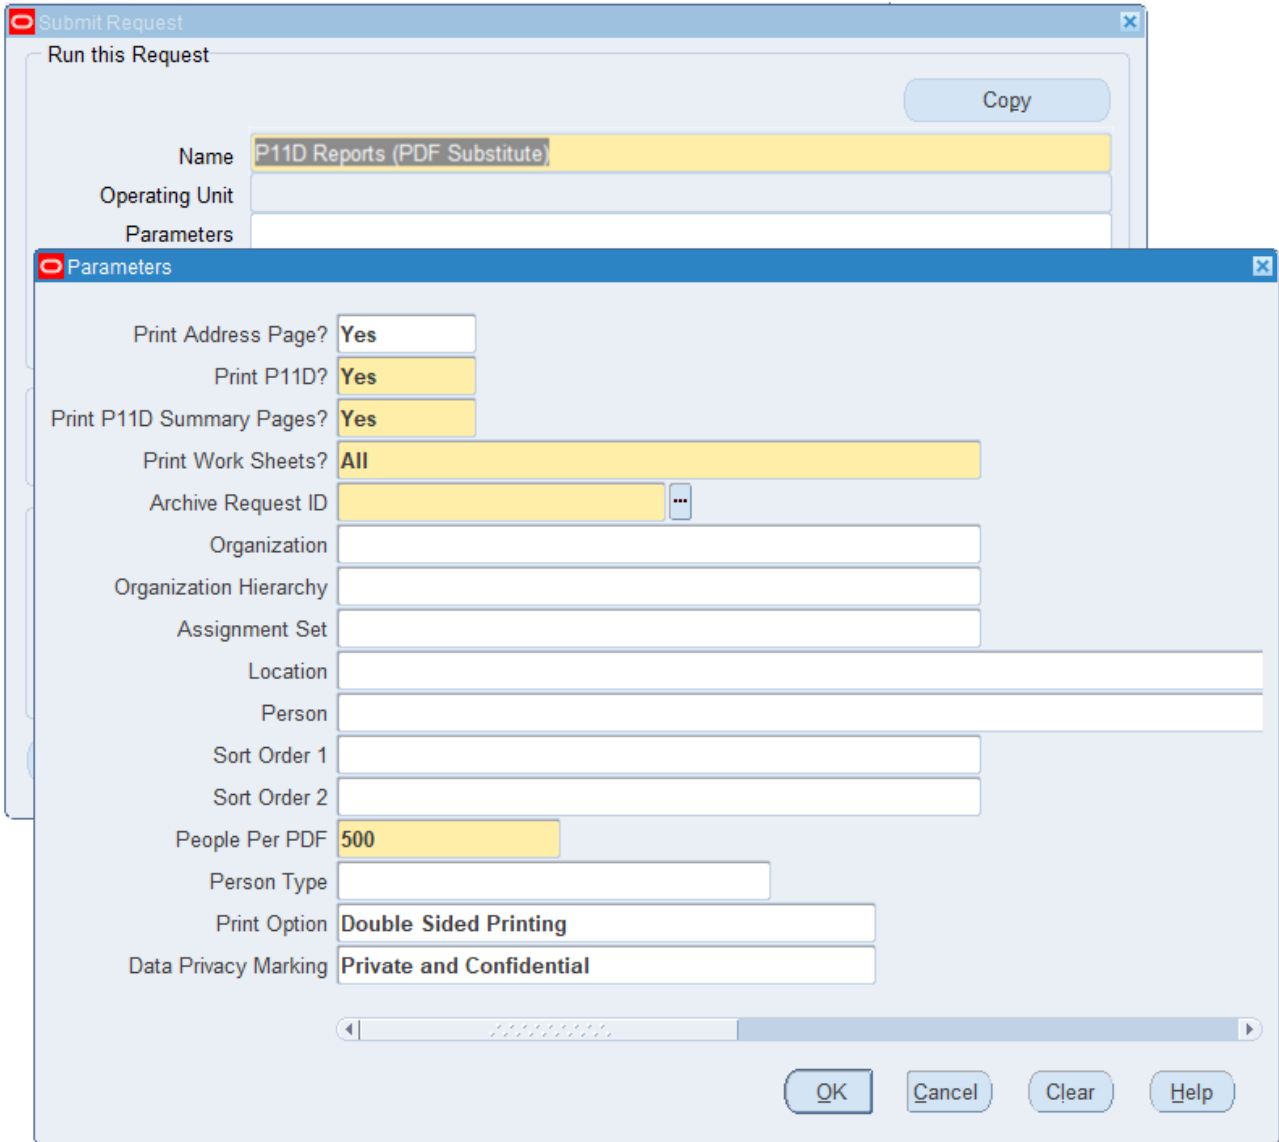 Submit Request
Run this Request
Copy
Name P11D Reports (PDF Substitute)
Operating Unit
Parameters
Parameters
Print Address Page? Yes
Print P11D? Yes
Print P11D Summary Pages? Yes
Print Work Sheets? All
Archive Request ID ...
Organization
Organization Hierarchy
Assignment Set
Location
Person
Sort Order 1
Sort Order 2
People Per PDF 500
Person Type
Print Option Double Sided Printing
Data Privacy Marking Private and Confidential
OK Cancel Clear Help